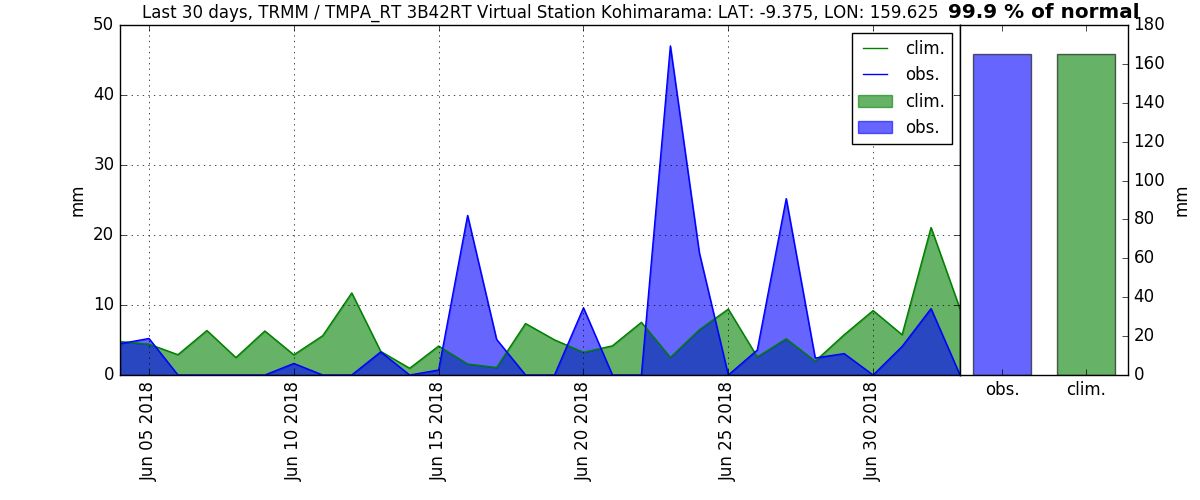 Last 30 days, TRMM / TMPA_RT 3B42RT Virtual Station Kohimarama: LAT: -9.375, LON: 159.625
99.9 % of normal
50
40
30
20
10
0
mm
clim.
obs.
clim.
obs.
Jun 05 2018
Jun 10 2018
Jun 15 2018
Jun 20 2018
Jun 25 2018
Jun 30 2018
180
160
140
120
100
80
60
40
20
0
mm
obs.
clim.